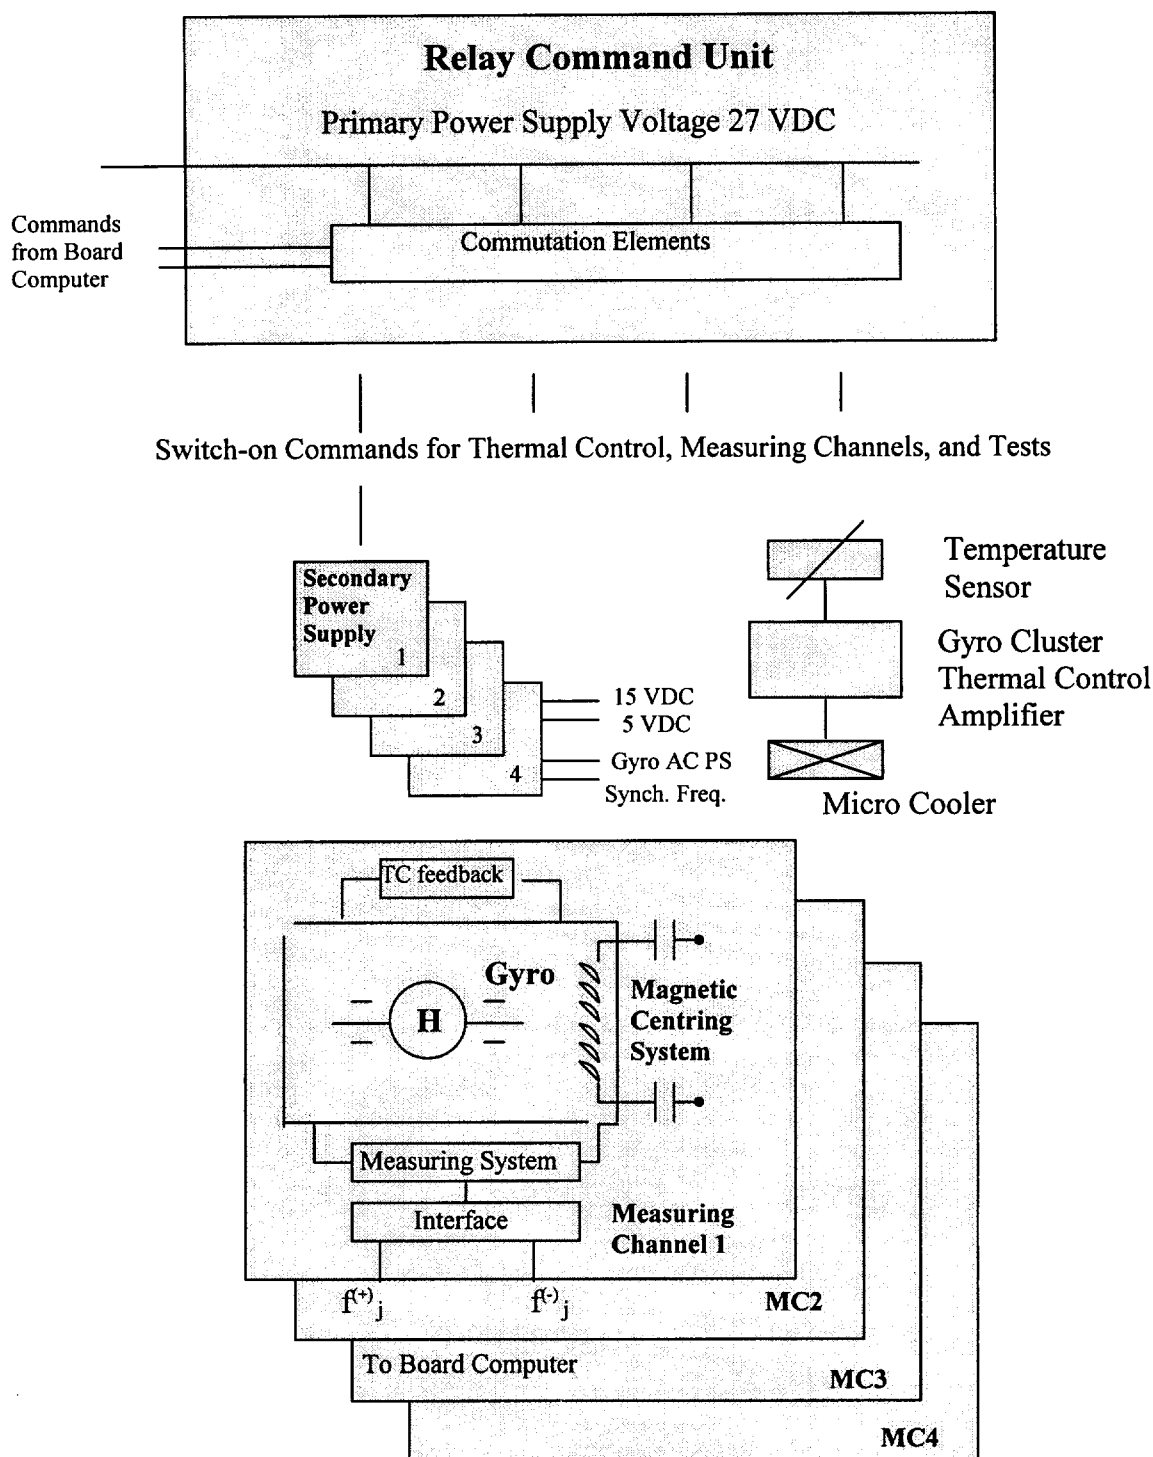 Relay Command Unit
Primary Power Supply Voltage 27 VDC
Commands
from Board
Computer
Commutation Elements
Switch-on Commands for Thermal Control, Measuring Channels, and Tests
Secondary
Power
Supply
1
2
3
4
15 VDC
5 VDC
Gyro AC PS
Synch. Freq.
Temperature
Sensor
Gyro Cluster
Thermal Control
Amplifier
Micro Cooler
TC feedback
Gyro
H
Magnetic
Centring
System
Measuring System
Interface
Measuring
Channel 1
f(+)j f(-)j
MC2
To Board Computer
MC3
MC4